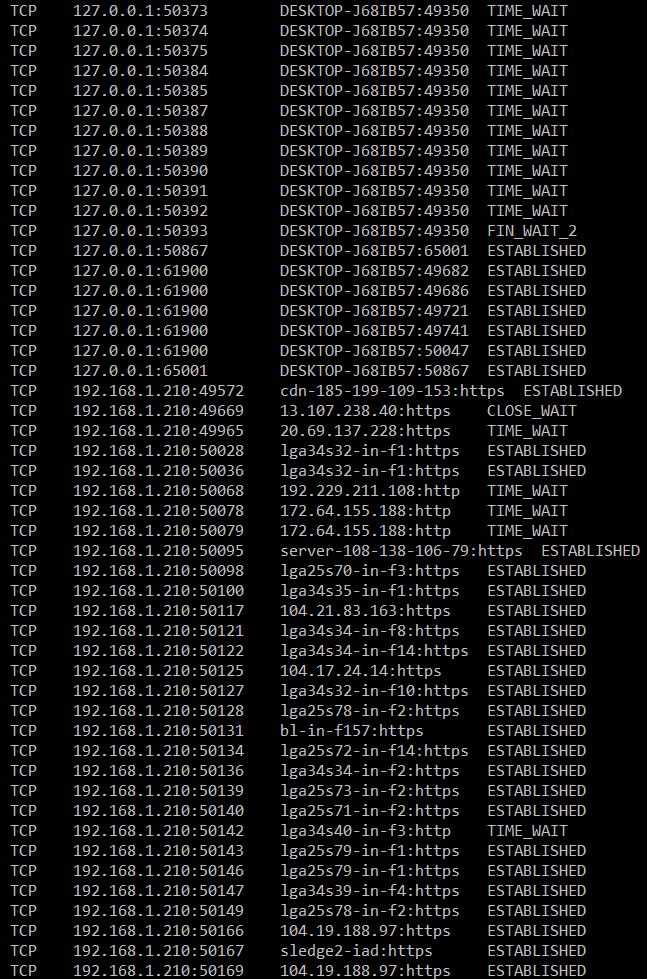 TCP 127.0.0.1:50373 DESKTOP-J68IB57:49350 TIME_WAIT
TCP 127.0.0.1:50374 DESKTOP-J68IB57:49350 TIME_WAIT
TCP 127.0.0.1:50375 DESKTOP-J68IB57:49350 TIME_WAIT
TCP 127.0.0.1:50384 DESKTOP-J68IB57:49350 TIME_WAIT
TCP 127.0.0.1:50385 DESKTOP-J68IB57:49350 TIME_WAIT
TCP 127.0.0.1:50387 DESKTOP-J68IB57:49350 TIME_WAIT
TCP 127.0.0.1:50388 DESKTOP-J68IB57:49350 TIME_WAIT
TCP 127.0.0.1:50389 DESKTOP-J68IB57:49350 TIME_WAIT
TCP 127.0.0.1:50390 DESKTOP-J68IB57:49350 TIME_WAIT
TCP 127.0.0.1:50391 DESKTOP-J68IB57:49350 TIME_WAIT
TCP 127.0.0.1:50392 DESKTOP-J68IB57:49350 TIME_WAIT
TCP 127.0.0.1:50393 DESKTOP-J68IB57:49350 FIN_WAIT_2
TCP 127.0.0.1:50867 DESKTOP-J68IB57:65001 ESTABLISHED
TCP 127.0.0.1:61900 DESKTOP-J68IB57:49682 ESTABLISHED
TCP 127.0.0.1:61900 DESKTOP-J68IB57:49686 ESTABLISHED
TCP 127.0.0.1:61900 DESKTOP-J68IB57:49721 ESTABLISHED
TCP 127.0.0.1:61900 DESKTOP-J68IB57:49741 ESTABLISHED
TCP 127.0.0.1:61900 DESKTOP-J68IB57:50047 ESTABLISHED
TCP 127.0.0.1:65001 DESKTOP-J68IB57:50867 ESTABLISHED
TCP 192.168.1.210:49572 cdn-185-199-109-153:https ESTABLISHED
TCP 192.168.1.210:49669 13.107.238.40:https CLOSE_WAIT
TCP 192.168.1.210:49965 20.69.137.228:https TIME_WAIT
TCP 192.168.1.210:50028 lga34s32-in-f1:https ESTABLISHED
TCP 192.168.1.210:50036 lga34s32-in-f1:https ESTABLISHED
TCP 192.168.1.210:50068 192.229.211.108:http TIME_WAIT
TCP 192.168.1.210:50078 172.64.155.188:http TIME_WAIT
TCP 192.168.1.210:50079 172.64.155.188:http TIME_WAIT
TCP 192.168.1.210:50095 server-108-138-106-79:https ESTABLISHED
TCP 192.168.1.210:50098 lga25s70-in-f3:https ESTABLISHED
TCP 192.168.1.210:50100 lga34s35-in-f1:https ESTABLISHED
TCP 192.168.1.210:50117 104.21.83.163:https ESTABLISHED
TCP 192.168.1.210:50121 lga34s34-in-f8:https ESTABLISHED
TCP 192.168.1.210:50122 lga34s34-in-f14:https ESTABLISHED
TCP 192.168.1.210:50125 104.17.24.14:https ESTABLISHED
TCP 192.168.1.210:50127 lga34s32-in-f10:https ESTABLISHED
TCP 192.168.1.210:50128 lga25s78-in-f2:https ESTABLISHED
TCP 192.168.1.210:50131 bl-in-f157:https ESTABLISHED
TCP 192.168.1.210:50134 lga25s72-in-f14:https ESTABLISHED
TCP 192.168.1.210:50136 lga34s34-in-f2:https ESTABLISHED
TCP 192.168.1.210:50139 lga25s73-in-f2:https ESTABLISHED
TCP 192.168.1.210:50140 lga25s71-in-f2:https ESTABLISHED
TCP 192.168.1.210:50142 lga34s40-in-f3:http TIME_WAIT
TCP 192.168.1.210:50143 lga25s79-in-f1:https ESTABLISHED
TCP 192.168.1.210:50146 lga25s79-in-f1:https ESTABLISHED
TCP 192.168.1.210:50147 lga34s39-in-f4:https ESTABLISHED
TCP 192.168.1.210:50149 lga25s78-in-f2:https ESTABLISHED
TCP 192.168.1.210:50166 104.19.188.97:https ESTABLISHED
TCP 192.168.1.210:50167 sledge2-iad:https ESTABLISHED
TCP 192.168.1.210:50169 104.19.188.97:https ESTABLISHED